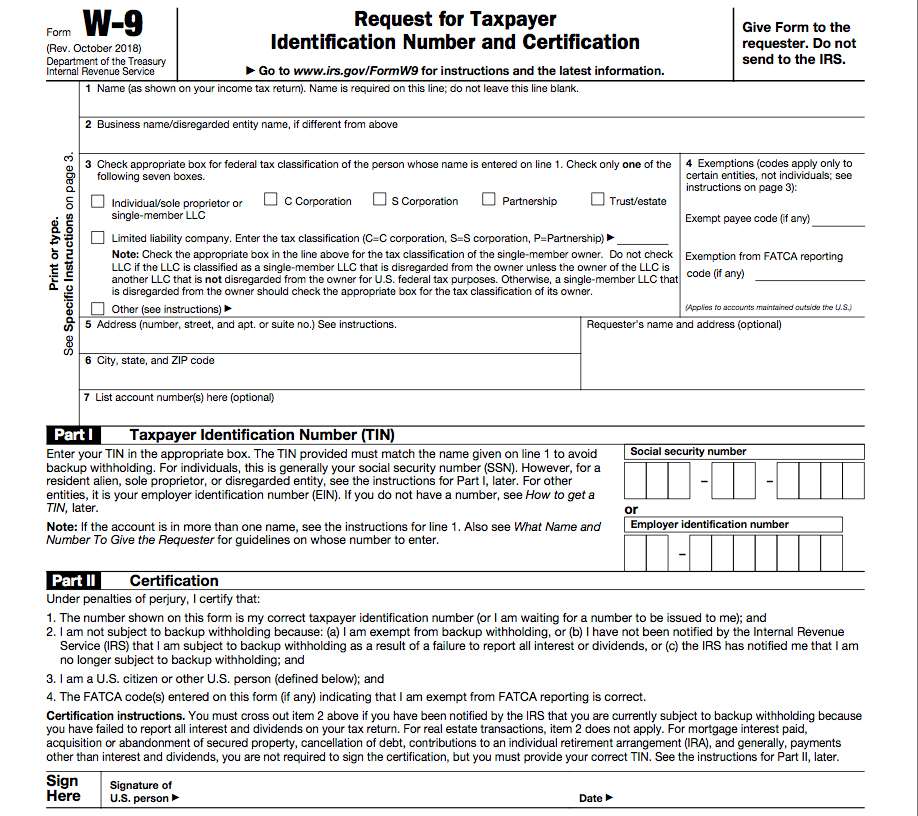 Form W-9
(Rev. October 2018)
Department of the Treasury
Internal Revenue Service
Request for Taxpayer
Identification Number and Certification
▶ Go to www.irs.gov/FormW9 for instructions and the latest information.
Give Form to the
requester. Do not
send to the IRS.
Print or type.
See Specific Instructions on page 3.
1 Name (as shown on your income tax return). Name is required on this line; do not leave this line blank.
2 Business name/disregarded entity name, if different from above
3 Check appropriate box for federal tax classification of the person whose name is entered on line 1. Check only one of the
following seven boxes.
Individual/sole proprietor or
single-member LLC
C Corporation
S Corporation
Partnership
Trust/estate
Limited liability company. Enter the tax classification (C=C corporation, S=S corporation, P=Partnership) ▶
Note: Check the appropriate box in the line above for the tax classification of the single-member owner. Do not check
LLC if the LLC is classified as a single-member LLC that is disregarded from the owner unless the owner of the LLC is
another LLC that is not disregarded from the owner for U.S. federal tax purposes. Otherwise, a single-member LLC that
is disregarded from the owner should check the appropriate box for the tax classification of its owner.
Other (see instructions) ▶
4 Exemptions (codes apply only to
certain entities, not individuals; see
instructions on page 3):
Exempt payee code (if any)
Exemption from FATCA reporting
code (if any)
(Applies to accounts maintained outside the U.S.)
5 Address (number, street, and apt. or suite no.) See instructions.
Requester's name and address (optional)
6 City, state, and ZIP code
7 List account number(s) here (optional)
Part I Taxpayer Identification Number (TIN)
Enter your TIN in the appropriate box. The TIN provided must match the name given on line 1 to avoid
backup withholding. For individuals, this is generally your social security number (SSN). However, for a
resident alien, sole proprietor, or disregarded entity, see the instructions for Part I, later. For other
entities, it is your employer identification number (EIN). If you do not have a number, see How to get a
TIN, later.
Note: If the account is in more than one name, see the instructions for line 1. Also see What Name and
Number To Give the Requester for guidelines on whose number to enter.
Social security number
– –
or
Employer identification number
–
Part II Certification
Under penalties of perjury, I certify that:
1. The number shown on this form is my correct taxpayer identification number (or I am waiting for a number to be issued to me); and
2. I am not subject to backup withholding because: (a) I am exempt from backup withholding, or (b) I have not been notified by the Internal Revenue
Service (IRS) that I am subject to backup withholding as a result of a failure to report all interest or dividends, or (c) the IRS has notified me that I am
no longer subject to backup withholding; and
3. I am a U.S. citizen or other U.S. person (defined below); and
4. The FATCA code(s) entered on this form (if any) indicating that I am exempt from FATCA reporting is correct.
Certification instructions. You must cross out item 2 above if you have been notified by the IRS that you are currently subject to backup withholding because
you have failed to report all interest and dividends on your tax return. For real estate transactions, item 2 does not apply. For mortgage interest paid,
acquisition or abandonment of secured property, cancellation of debt, contributions to an individual retirement arrangement (IRA), and generally, payments
other than interest and dividends, you are not required to sign the certification, but you must provide your correct TIN. See the instructions for Part II, later.
Sign
Here
Signature of
U.S. person ▶
Date ▶